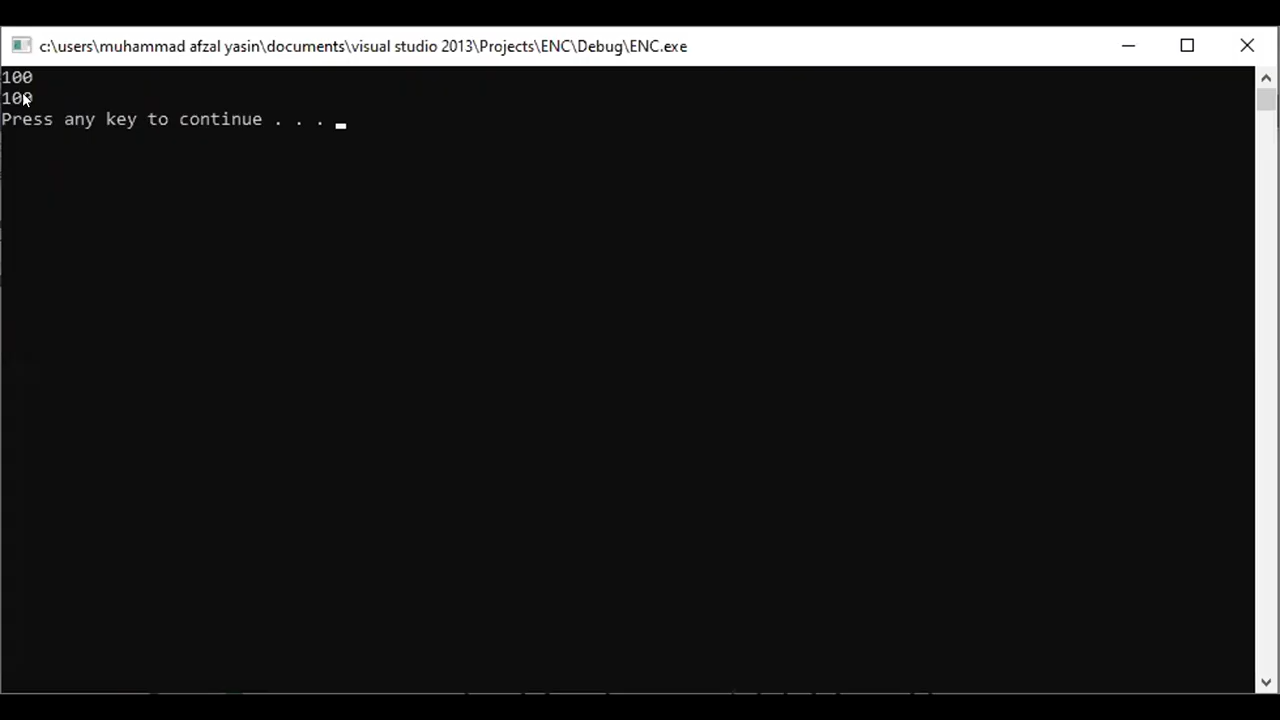 c:\users\muhammad afzal yasin\documents\visual studio 2013\Projects\ENC\Debug\ENC.exe
100
100
Press any key to continue . . .